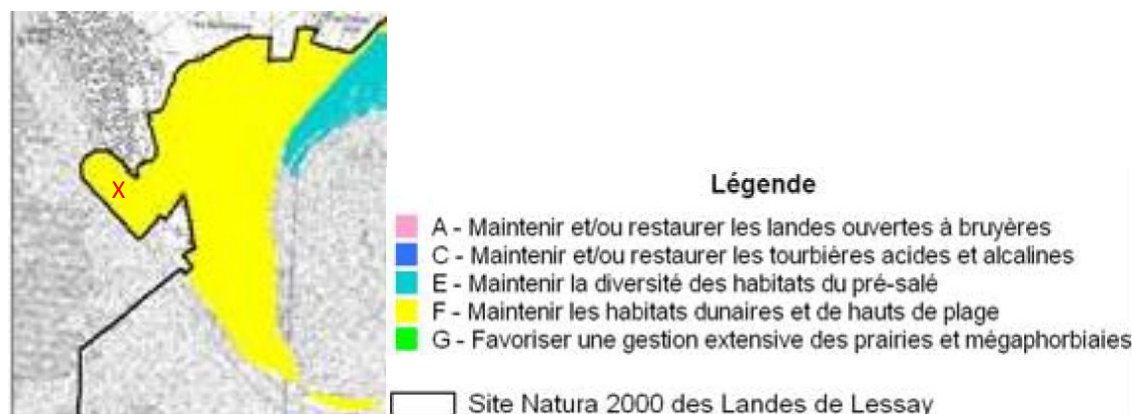 X
Légende
A - Maintenir et/ou restaurer les landes ouvertes à bruyères
C - Maintenir et/ou restaurer les tourbières acides et alcalines
E - Maintenir la diversité des habitats du pré-salé
F - Maintenir les habitats dunaires et de hauts de plage
G - Favoriser une gestion extensive des prairies et mégaphorbiaies
Site Natura 2000 des Landes de Lessay